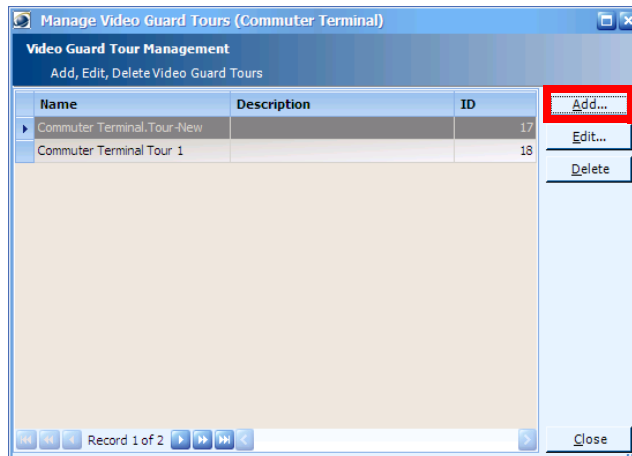 Manage Video Guard Tours (Commuter Terminal)
Video Guard Tour Management
Add, Edit, Delete Video Guard Tours
Name Description ID
Commuter Terminal.Tour-New 17
Commuter Terminal Tour 1 18
Add...
Edit...
Delete
Record 1 of 2
Close